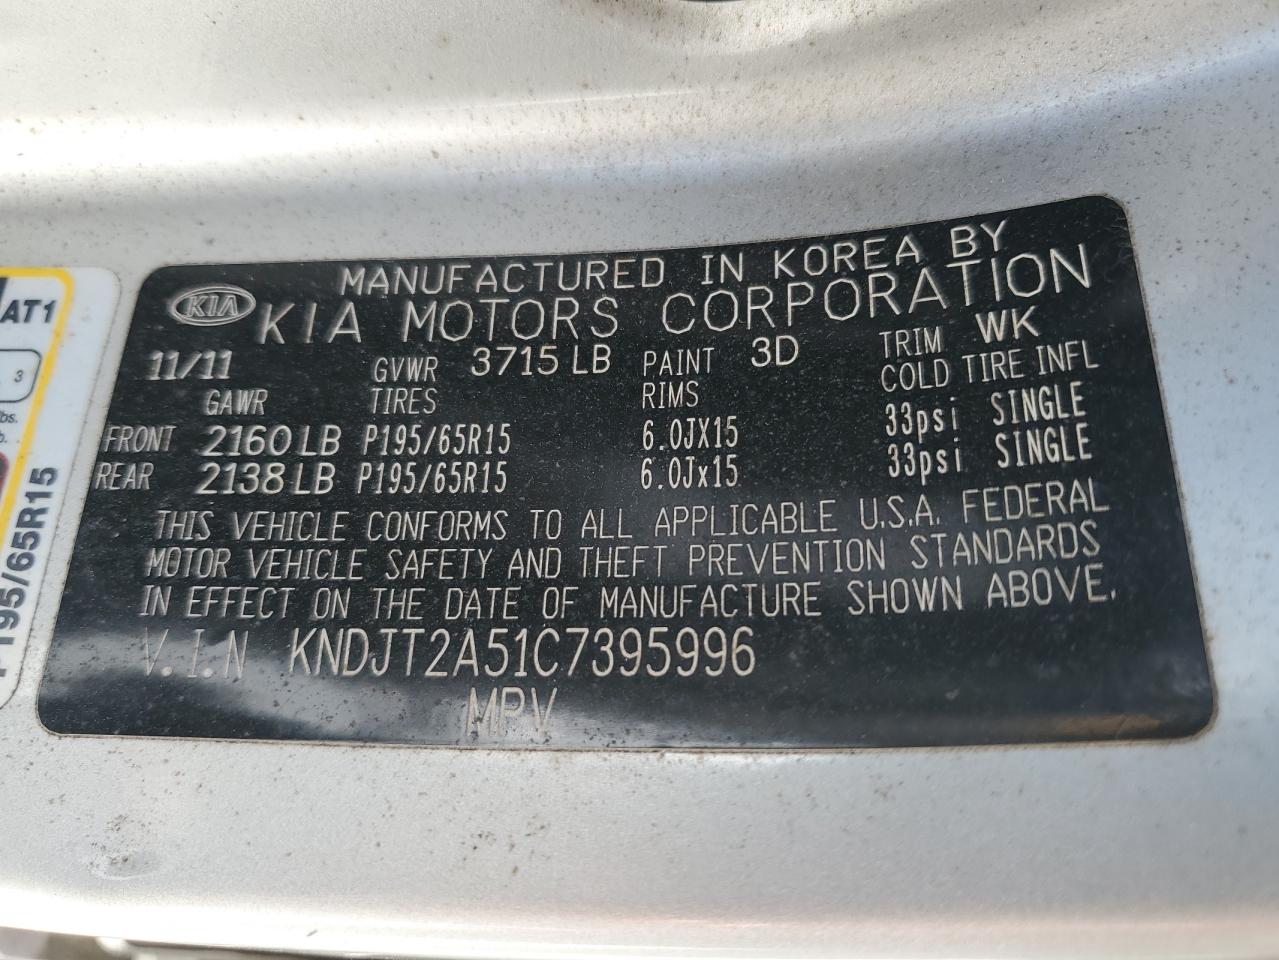 MANUFACTURED IN KOREA BY
KIA KIA MOTORS CORPORATION
11/11 GVWR 3715 LB PAINT 3D TRIM WK
GAWR TIRES RIMS COLD TIRE INFL
FRONT 2160 LB P195/65R15 6.0JX15 33psi SINGLE
REAR 2138 LB P195/65R15 6.0Jx15 33psi SINGLE
THIS VEHICLE CONFORMS TO ALL APPLICABLE U.S.A. FEDERAL
MOTOR VEHICLE SAFETY AND THEFT PREVENTION STANDARDS
IN EFFECT ON THE DATE OF MANUFACTURE SHOWN ABOVE.
V.I.N KNDJT2A51C7395996
MPV
AT1
3
lbs.
P195/65R15